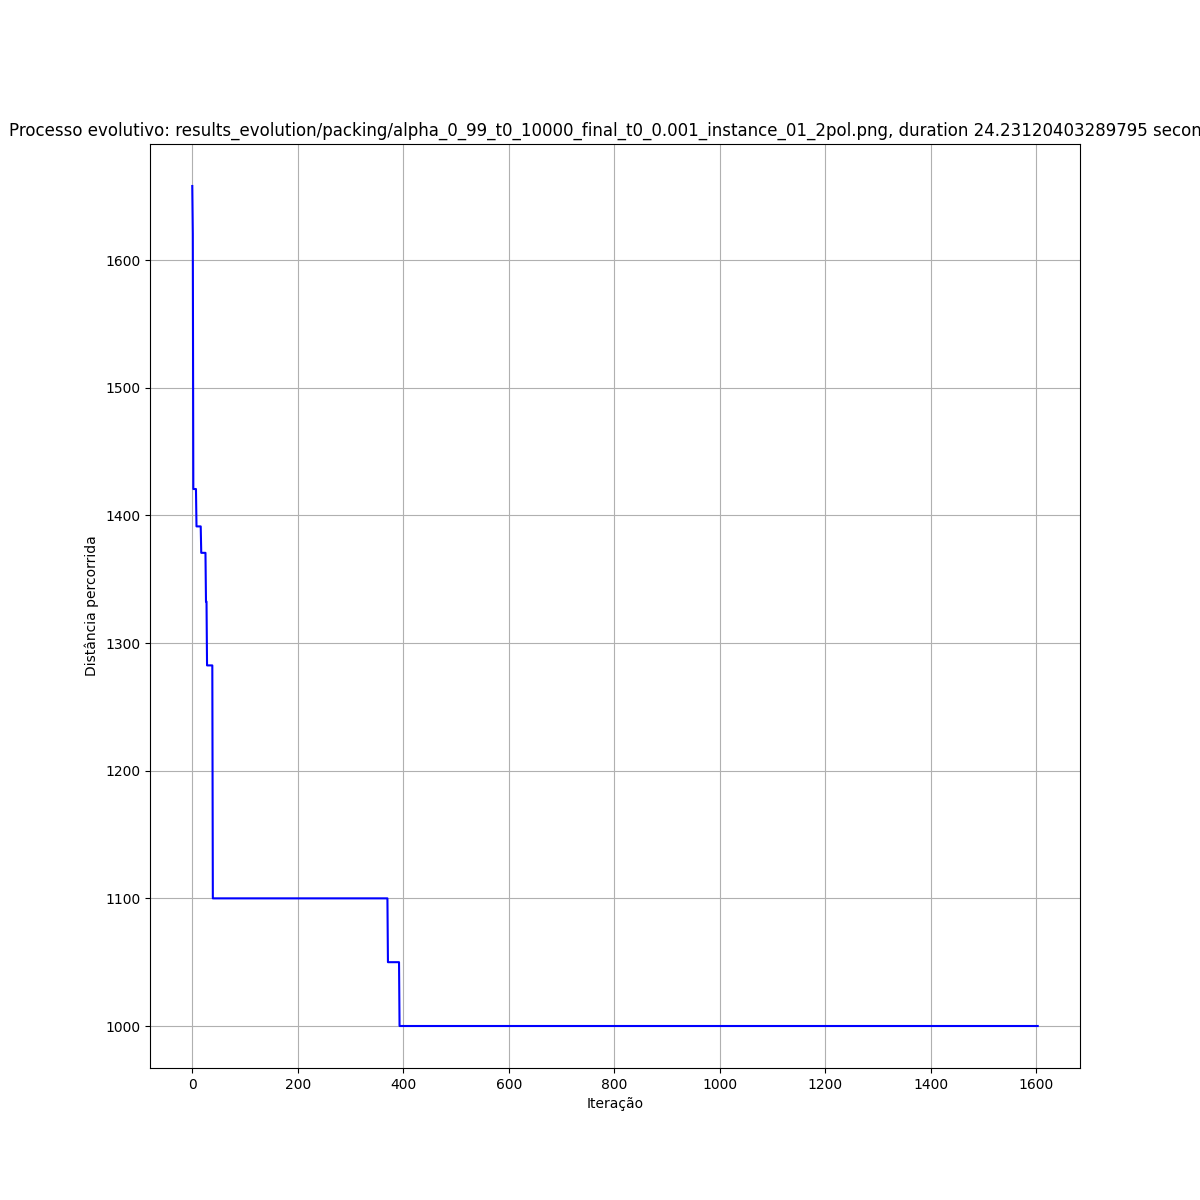 Processo evolutivo: results_evolution/packing/alpha_0_99_t0_10000_final_t0_0.001_instance_01_2pol.png, duration 24.23120403289795 secon
1600
1500
1400
1300
1200
1100
1000
Distância percorrida
0 200 400 600 800 1000 1200 1400 1600
Iteração